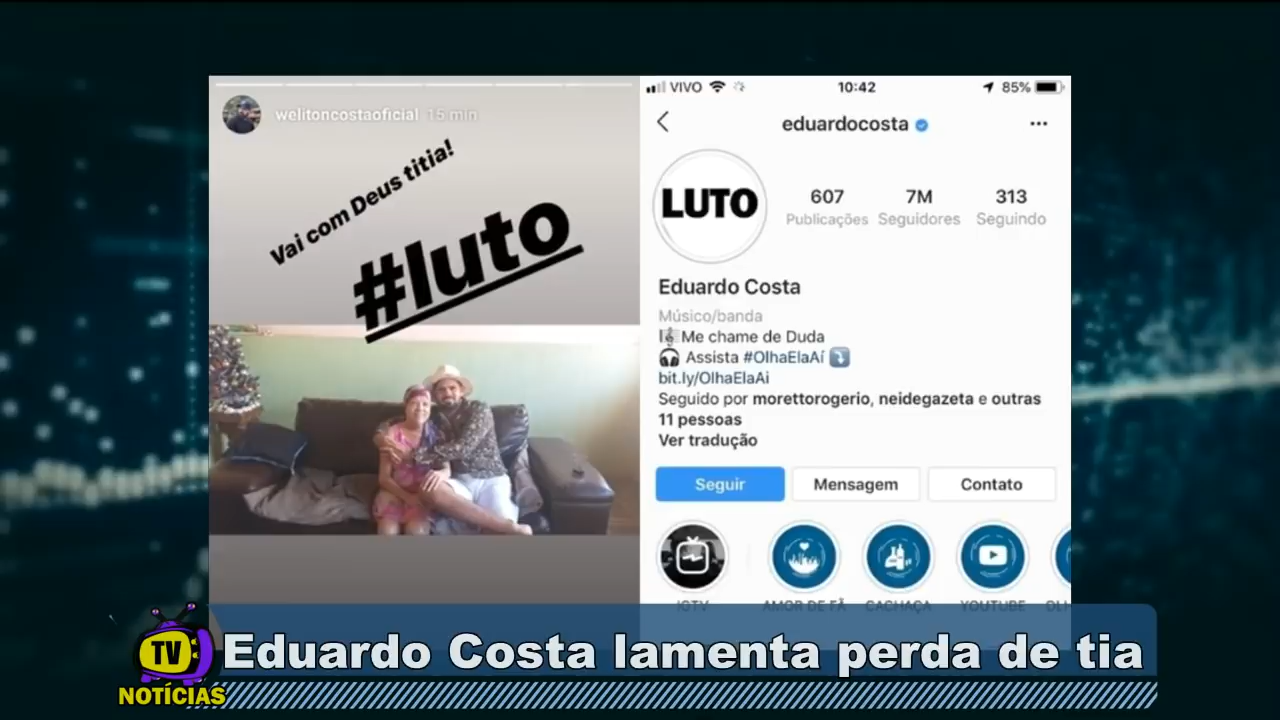 welitoncostaoficial 15 min
Vai com Deus titia!
#luto
VIVO 10:42 85%
eduardocosta
LUTO
607 7M 313
Publicações Seguidores Seguindo
Eduardo Costa
Músico/banda
Me chame de Duda
Assista #OlhaElaAí
bit.ly/OlhaElaAi
Seguido por morettorogerio, neidegazeta e outras
11 pessoas
Ver tradução
Seguir Mensagem Contato
IGTV AMOR DE FÃ CACHAÇA YOUTUBE
TV
NOTÍCIAS
Eduardo Costa lamenta perda de tia